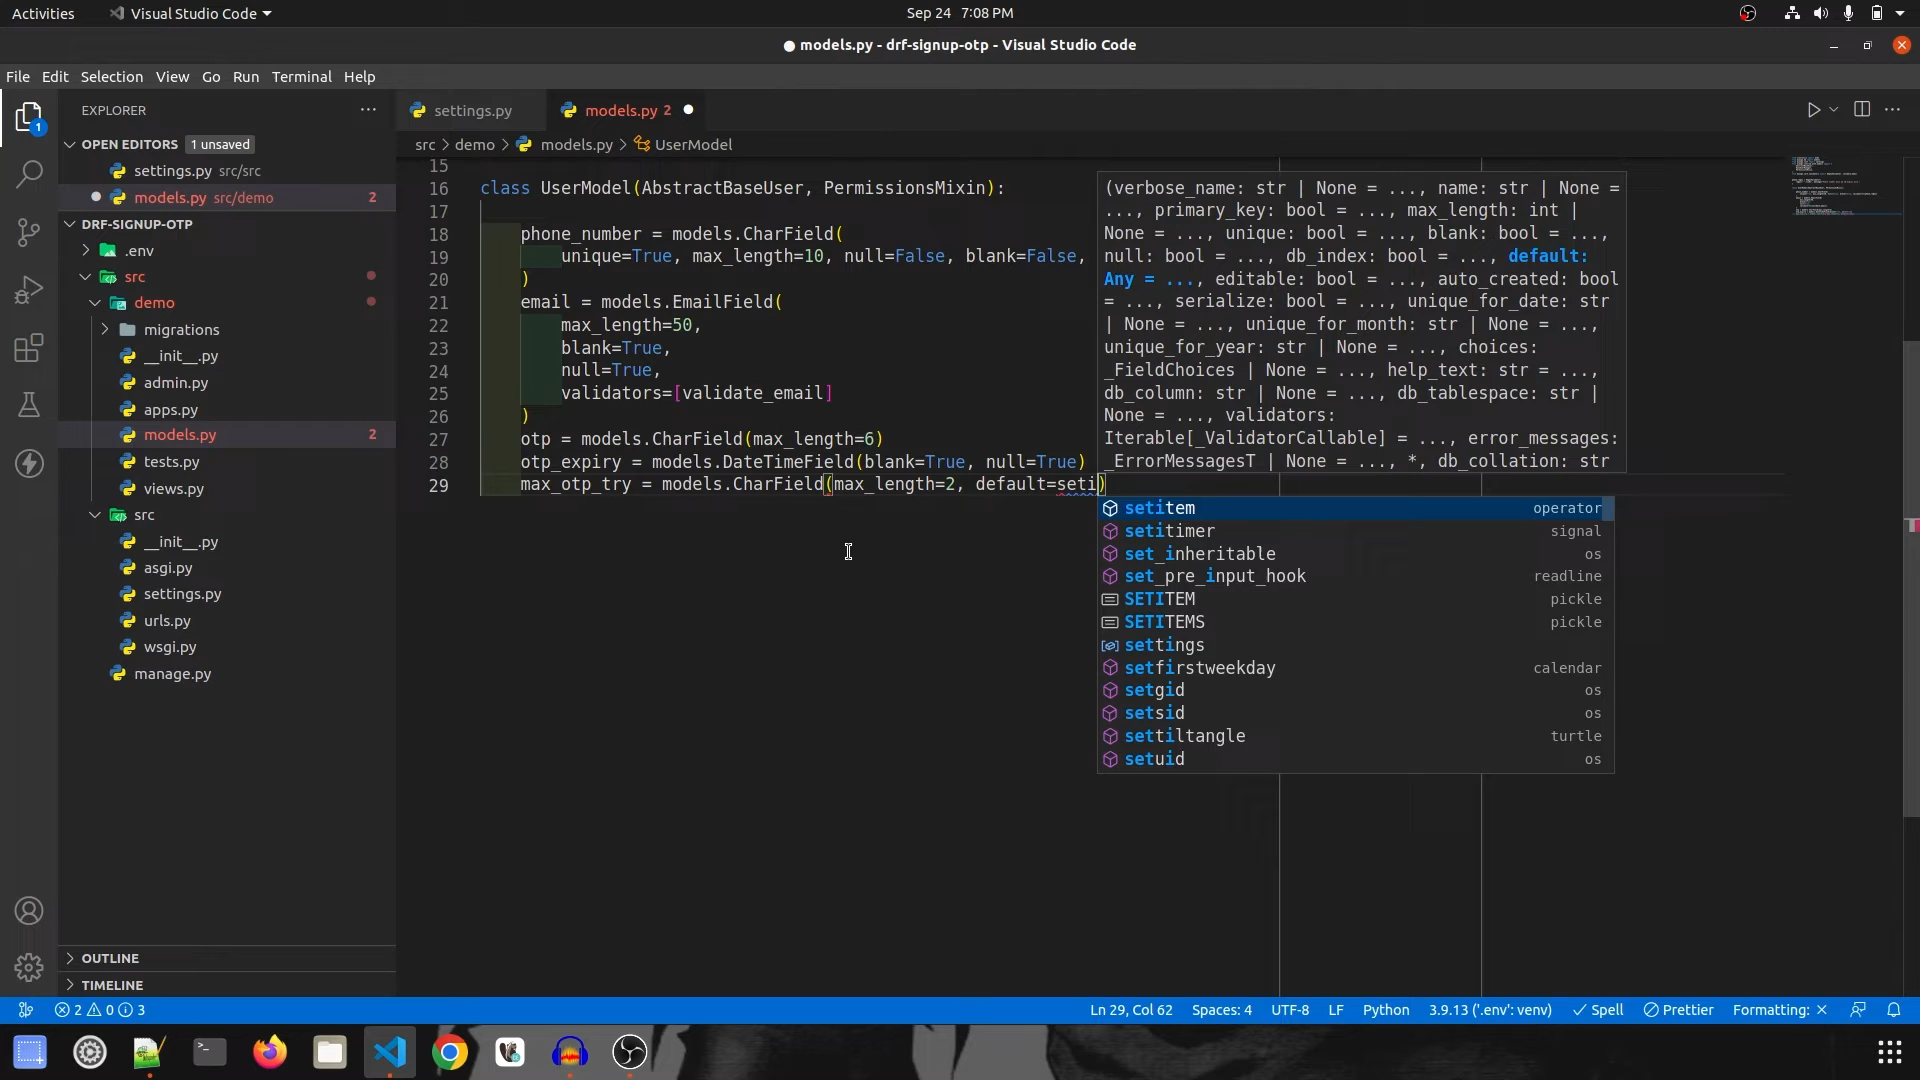 Activities
Visual Studio Code
Sep 24 7:08 PM
models.py - drf-signup-otp - Visual Studio Code
File Edit Selection View Go Run Terminal Help
EXPLORER
settings.py
models.py 2
OPEN EDITORS 1 unsaved
src > demo > models.py > UserModel
settings.py src/src
models.py src/demo 2
DRF-SIGNUP-OTP
.env
src
demo
migrations
__init__.py
admin.py
apps.py
models.py 2
tests.py
views.py
src
__init__.py
asgi.py
settings.py
urls.py
wsgi.py
manage.py
OUTLINE
TIMELINE
1
15
16 class UserModel(AbstractBaseUser, PermissionsMixin):
17
18 phone_number = models.CharField(
19 unique=True, max_length=10, null=False, blank=False,
20 )
21 email = models.EmailField(
22 max_length=50,
23 blank=True,
24 null=True,
25 validators=[validate_email]
26 )
27 otp = models.CharField(max_length=6)
28 otp_expiry = models.DateTimeField(blank=True, null=True)
29 max_otp_try = models.CharField(max_length=2, default=seti)
(verbose_name: str | None = ..., name: str | None =
..., primary_key: bool = ..., max_length: int |
None = ..., unique: bool = ..., blank: bool = ...,
null: bool = ..., db_index: bool = ..., default:
Any = ..., editable: bool = ..., auto_created: bool
= ..., serialize: bool = ..., unique_for_date: str
| None = ..., unique_for_month: str | None = ...,
unique_for_year: str | None = ..., choices:
_FieldChoices | None = ..., help_text: str = ...,
db_column: str | None = ..., db_tablespace: str |
None = ..., validators:
Iterable[_ValidatorCallable] = ..., error_messages:
_ErrorMessagesT | None = ..., *, db_collation: str
setitem operator
setitimer signal
set_inheritable os
set_pre_input_hook readline
SETITEM pickle
SETITEMS pickle
settings
setfirstweekday calendar
setgid os
setsid os
settiltangle turtle
setuid os
2 0 3
Ln 29, Col 62
Spaces: 4
UTF-8
LF
Python
3.9.13 ('.env': venv)
Spell
Prettier
Formatting: ×